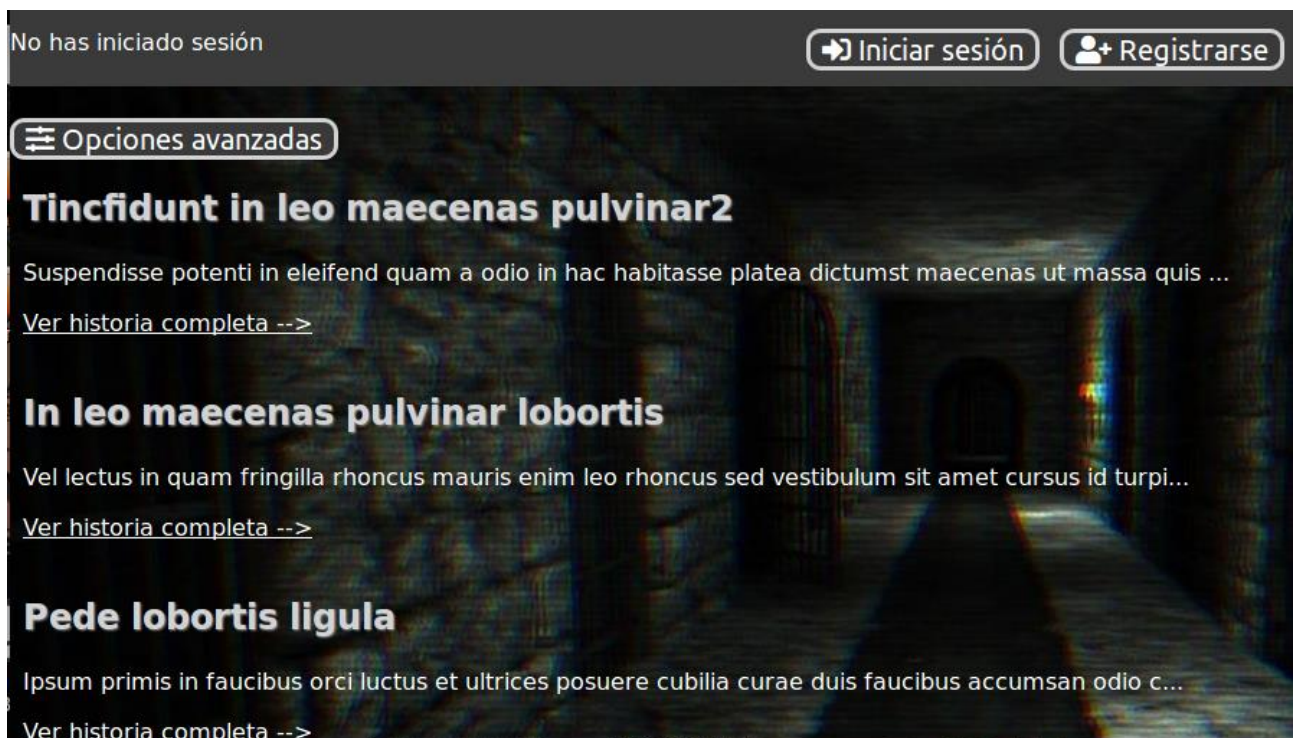 No has iniciado sesión
Iniciar sesión
Registrarse
Opciones avanzadas
Tincfidunt in leo maecenas pulvinar2
Suspendisse potenti in eleifend quam a odio in hac habitasse platea dictumst maecenas ut massa quis ...
Ver historia completa -->
In leo maecenas pulvinar lobortis
Vel lectus in quam fringilla rhoncus mauris enim leo rhoncus sed vestibulum sit amet cursus id turpi...
Ver historia completa -->
Pede lobortis ligula
Ipsum primis in faucibus orci luctus et ultrices posuere cubilia curae duis faucibus accumsan odio c...
Ver historia completa -->